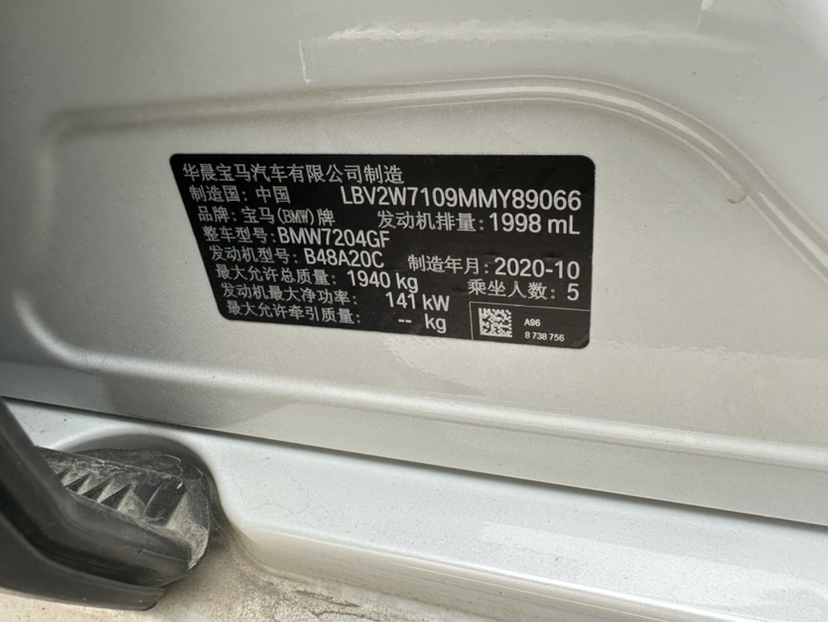 华晨宝马汽车有限公司制造
制造国：中国 LBV2W7109MMY89066
品牌：宝马(BMW)牌 发动机排量：1998 mL
整车型号：BMW7204GF
发动机型号：B48A20C 制造年月：2020-10
最大允许总质量：1940 kg 乘坐人数：5
发动机最大净功率： 141 kW
最大允许牵引质量： -- kg
A96
8 738 756